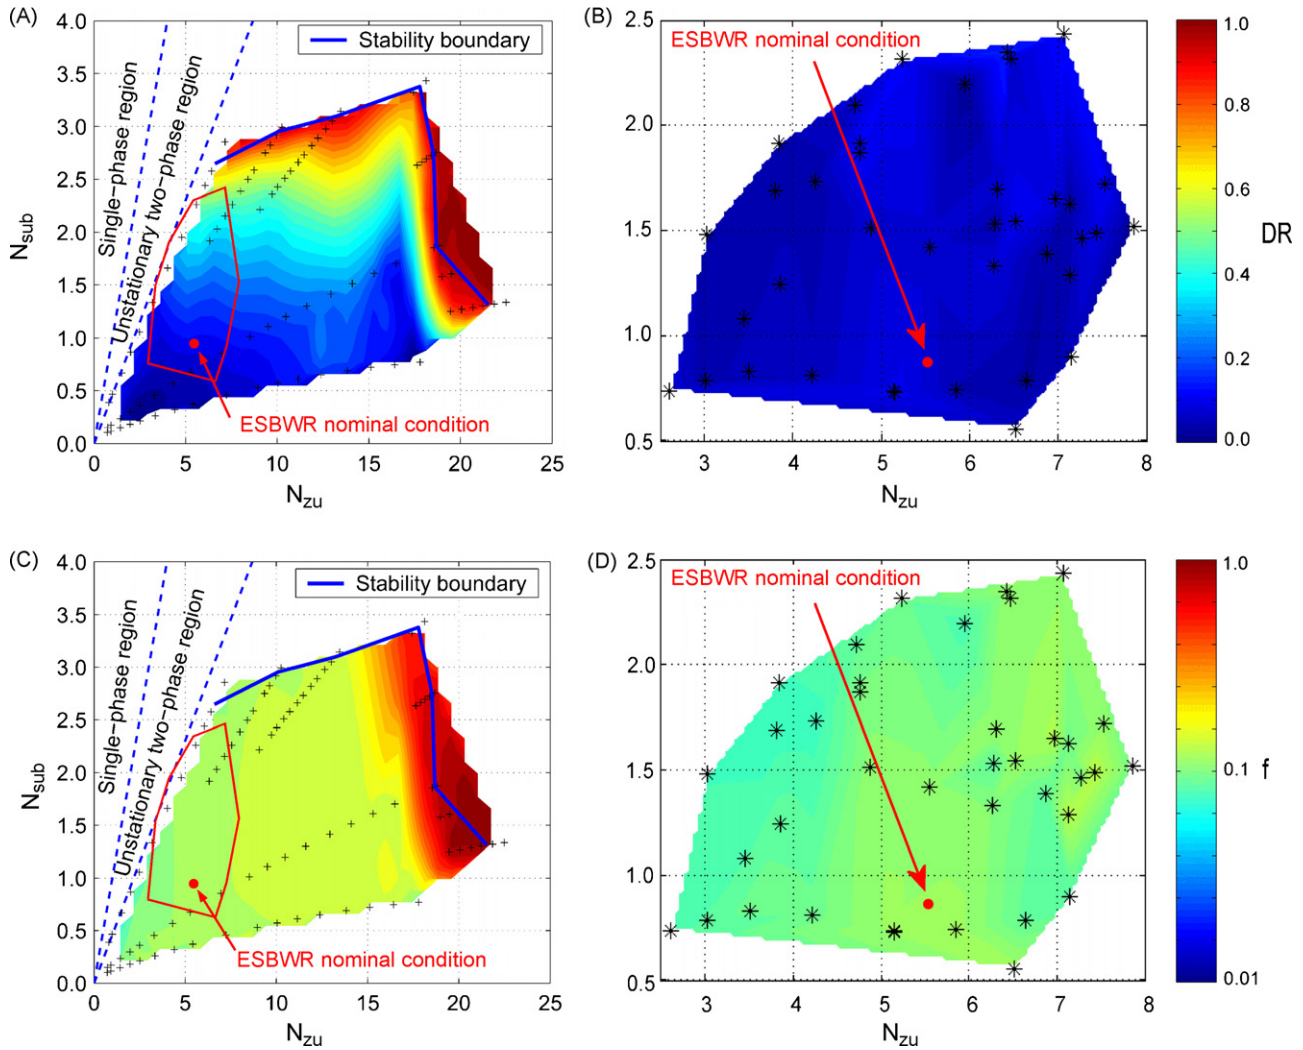 (A)
4.0
3.5
3.0
2.5
2.0
1.5
1.0
0.5
0.0
N_sub
Single-phase region
Unstationary two-phase region
Stability boundary
ESBWR nominal condition
0 5 10 15 20 25
N_zu
(B)
2.5
2.0
1.5
1.0
0.5
ESBWR nominal condition
3 4 5 6 7 8
N_zu
1.0
0.8
0.6
0.4
0.2
0.0
DR
(C)
4.0
3.5
3.0
2.5
2.0
1.5
1.0
0.5
0.0
N_sub
Single-phase region
Unstationary two-phase region
Stability boundary
ESBWR nominal condition
0 5 10 15 20 25
N_zu
(D)
2.5
2.0
1.5
1.0
0.5
ESBWR nominal condition
3 4 5 6 7 8
N_zu
1.0
0.1
0.01
f